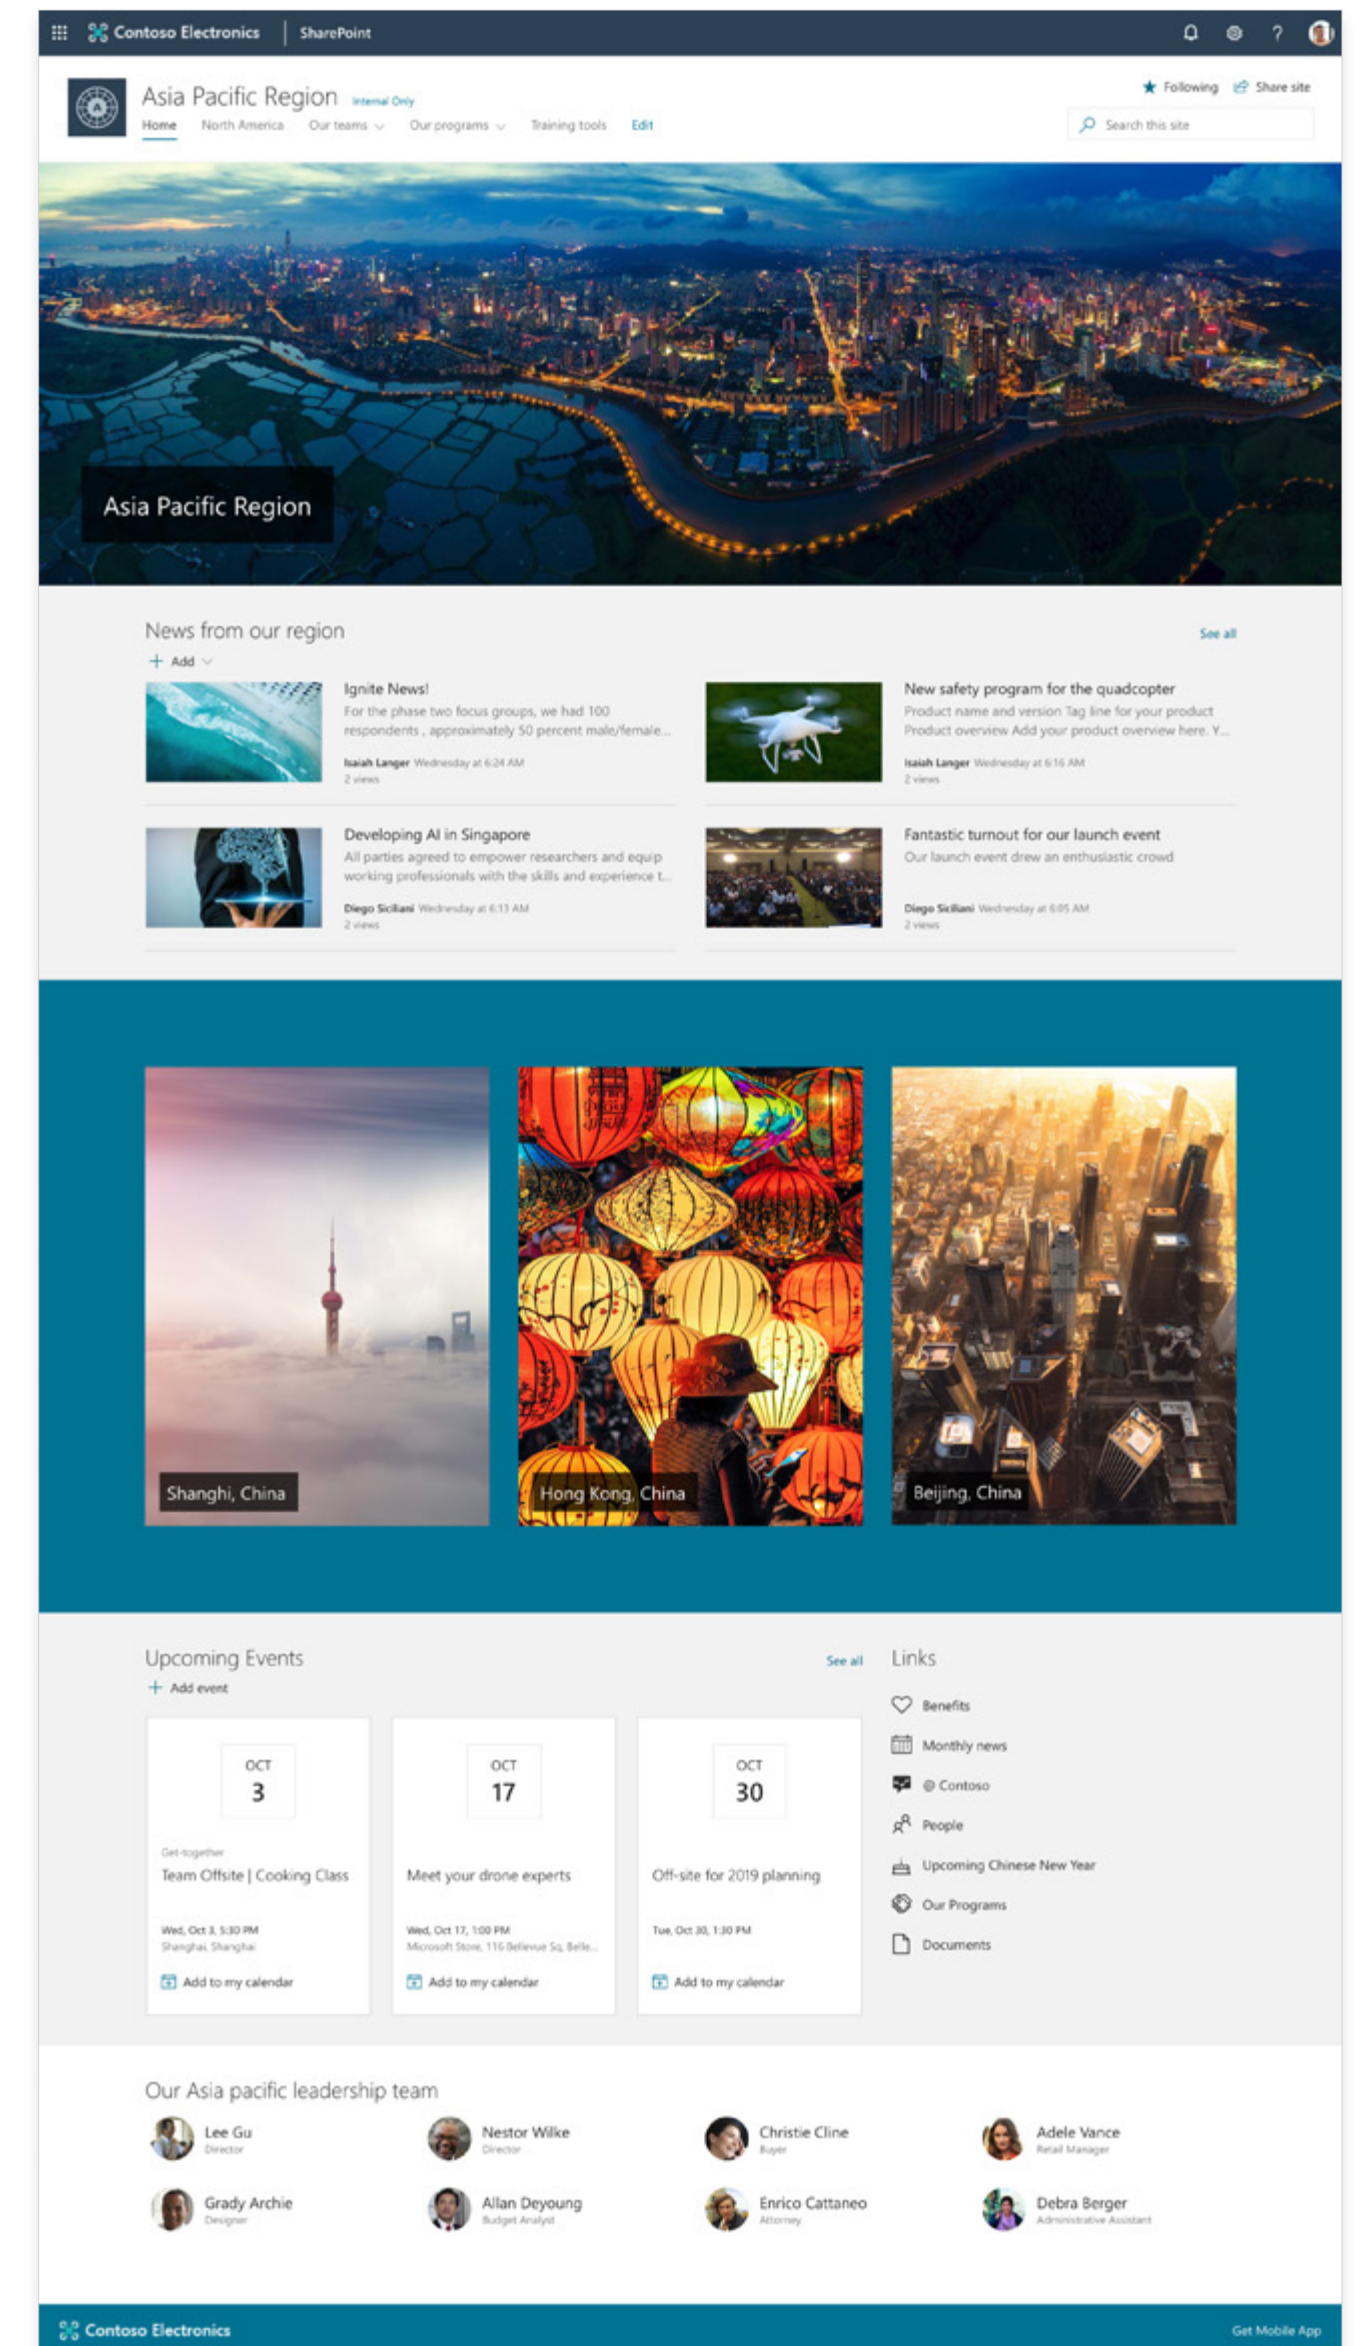 Contoso Electronics
SharePoint
?
Asia Pacific Region
Internal Only
Following
Share site
Home
North America
Our teams
Our programs
Training tools
Edit
Search this site
Asia Pacific Region
News from our region
See all
+ Add
Ignite News!
For the phase two focus groups, we had 100
respondents , approximately 50 percent male/female...
Isaiah Langer Wednesday at 6:24 AM
2 views
New safety program for the quadcopter
Product name and version Tag line for your product
Product overview Add your product overview here. Y...
Isaiah Langer Wednesday at 6:16 AM
2 views
Developing AI in Singapore
All parties agreed to empower researchers and equip
working professionals with the skills and experience t...
Diego Siciliani Wednesday at 6:13 AM
2 views
Fantastic turnout for our launch event
Our launch event drew an enthusiastic crowd
Diego Siciliani Wednesday at 6:05 AM
2 views
Shanghi, China
Hong Kong, China
Beijing, China
Upcoming Events
See all
+ Add event
OCT
3
Get-together
Team Offsite | Cooking Class
Wed, Oct 3, 5:30 PM
Shanghai, Shanghai
Add to my calendar
OCT
17
Meet your drone experts
Wed, Oct 17, 1:00 PM
Microsoft Store, 116 Bellevue Sq, Belle...
Add to my calendar
OCT
30
Off-site for 2019 planning
Tue, Oct 30, 1:30 PM
Add to my calendar
Links
Benefits
Monthly news
@ Contoso
People
Upcoming Chinese New Year
Our Programs
Documents
Our Asia pacific leadership team
Lee Gu
Director
Nestor Wilke
Director
Christie Cline
Buyer
Adele Vance
Retail Manager
Grady Archie
Designer
Allan Deyoung
Budget Analyst
Enrico Cattaneo
Attorney
Debra Berger
Administrative Assistant
Contoso Electronics
Get Mobile App